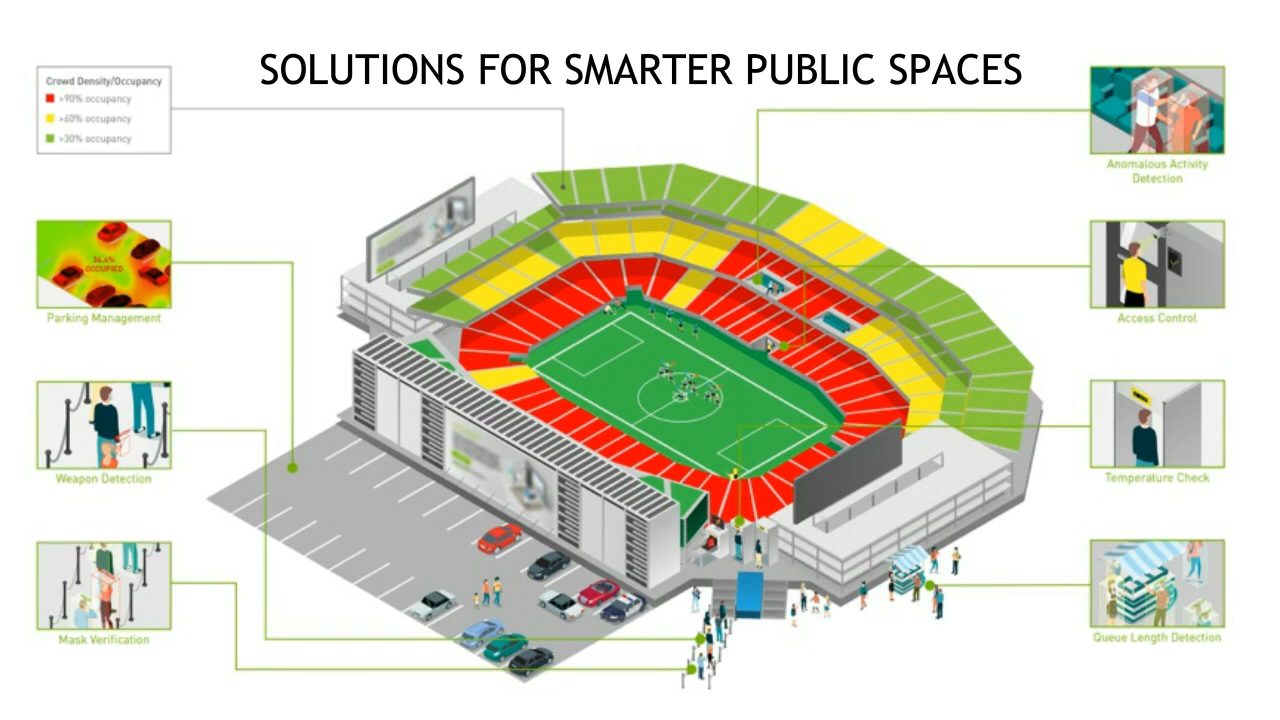 SOLUTIONS FOR SMARTER PUBLIC SPACES
Crowd Density/Occupancy
>90% occupancy
>60% occupancy
>30% occupancy
34.4%
OCCUPIED
Parking Management
Weapon Detection
Mask Verification
Anomalous Activity
Detection
Access Control
Temperature Check
Queue Length Detection